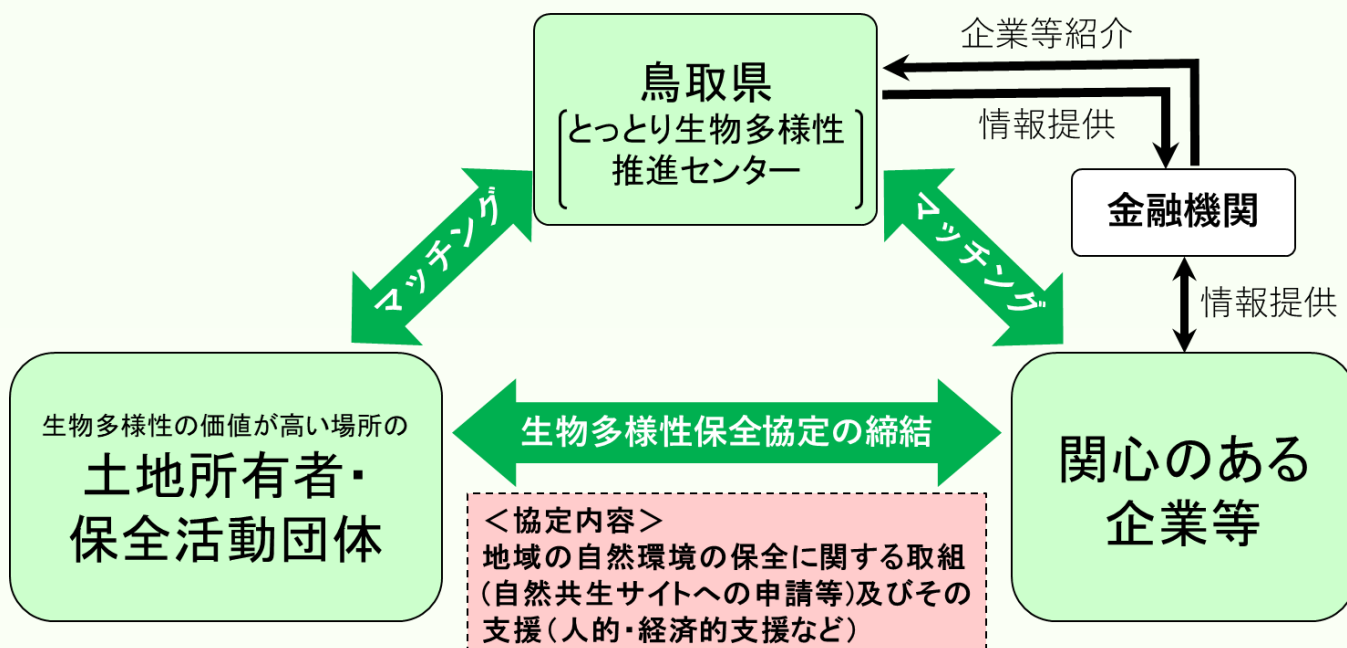 企業等紹介
鳥取県
とっとり生物多様性
推進センター
情報提供
金融機関
マッチング
マッチング
情報提供
生物多様性の価値が高い場所の
土地所有者・
保全活動団体
生物多様性保全協定の締結
関心のある
企業等
＜協定内容＞
地域の自然環境の保全に関する取組
(自然共生サイトへの申請等)及びその
支援(人的・経済的支援など)